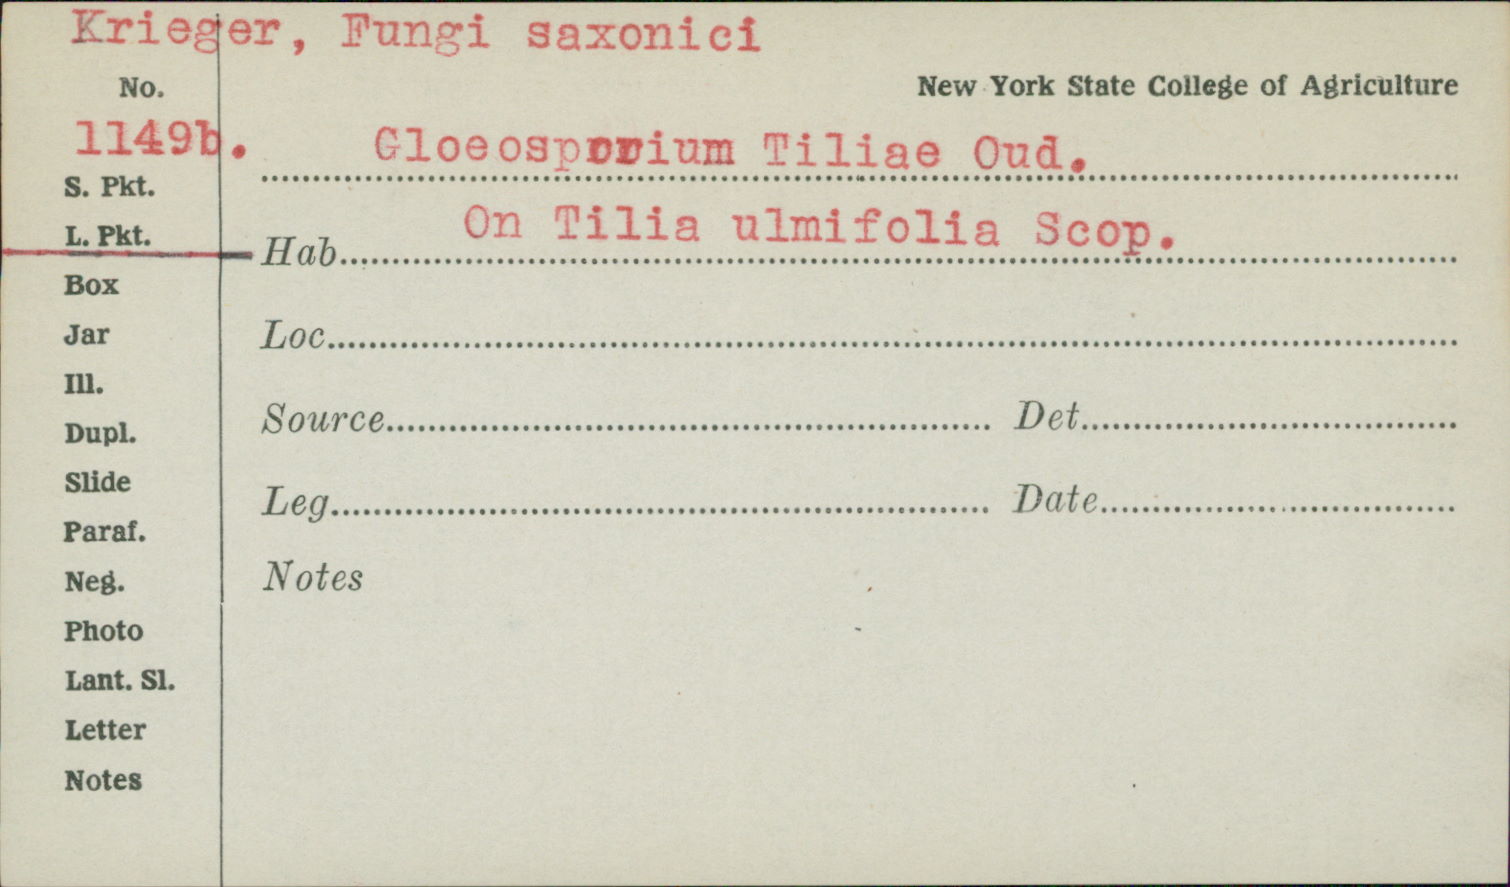 Krieger, Fungi saxonici
No.
New York State College of Agriculture
1149b. Gloeosporium Tiliae Oud.
S. Pkt.
L. Pkt.
Hab. On Tilia ulmifolia Scop.
Box
Jar
Loc.
Ill.
Dupl.
Source Det.
Slide
Leg. Date
Paraf.
Neg.
Notes
Photo
Lant. Sl.
Letter
Notes